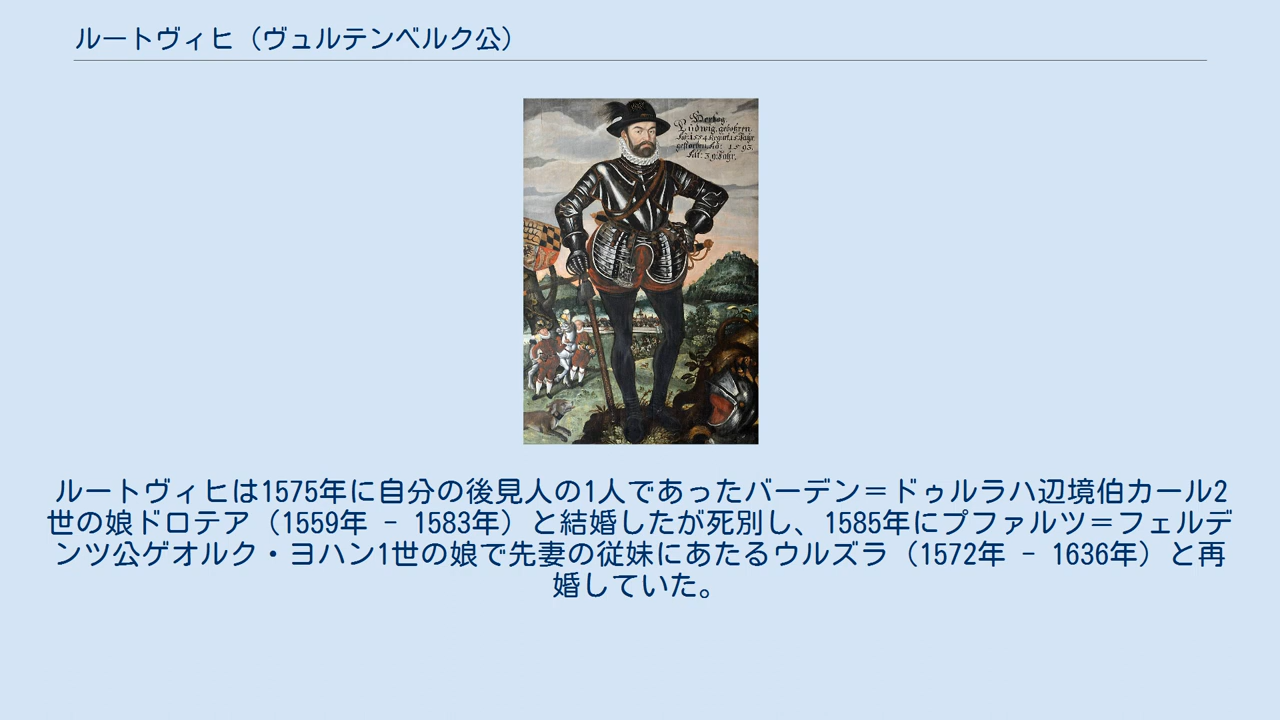 ルートヴィヒ（ヴュルテンベルク公）
Hertzog
Ludwig, gebohren.
ルートヴィヒは1575年に自分の後見人の1人であったバーデン＝ドゥルラハ辺境伯カール2
世の娘ドロテア（1559年 - 1583年）と結婚したが死別し、1585年にプファルツ＝フェルデ
ンツ公ゲオルク・ヨハン1世の娘で先妻の従妹にあたるウルズラ（1572年 - 1636年）と再
婚していた。